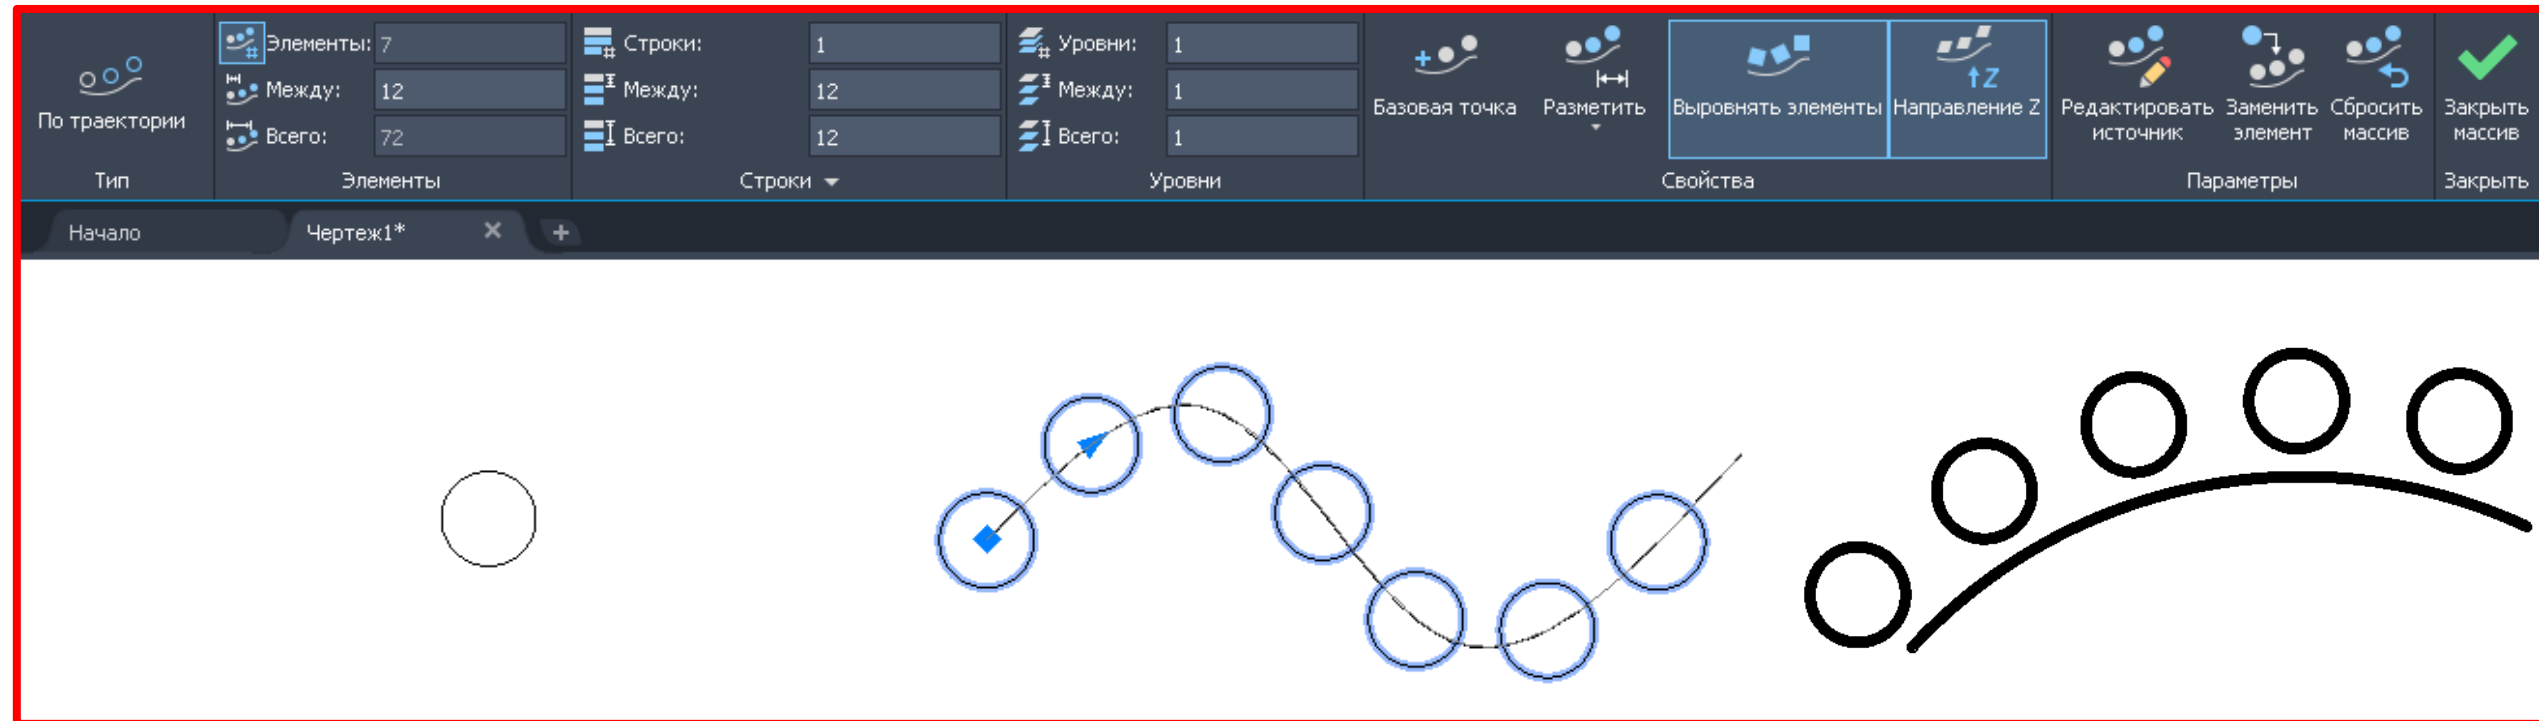 По траектории
Тип
Элементы: 7
Между: 12
Всего: 72
Элементы
Строки: 1
Между: 12
Всего: 12
Строки
Уровни: 1
Между: 1
Всего: 1
Уровни
Базовая точка
Разметить
Выровнять элементы
Z
Направление Z
Свойства
Редактировать
источник
Заменить
элемент
Сбросить
массив
Параметры
Закрыть
массив
Закрыть
Начало
Чертеж1*